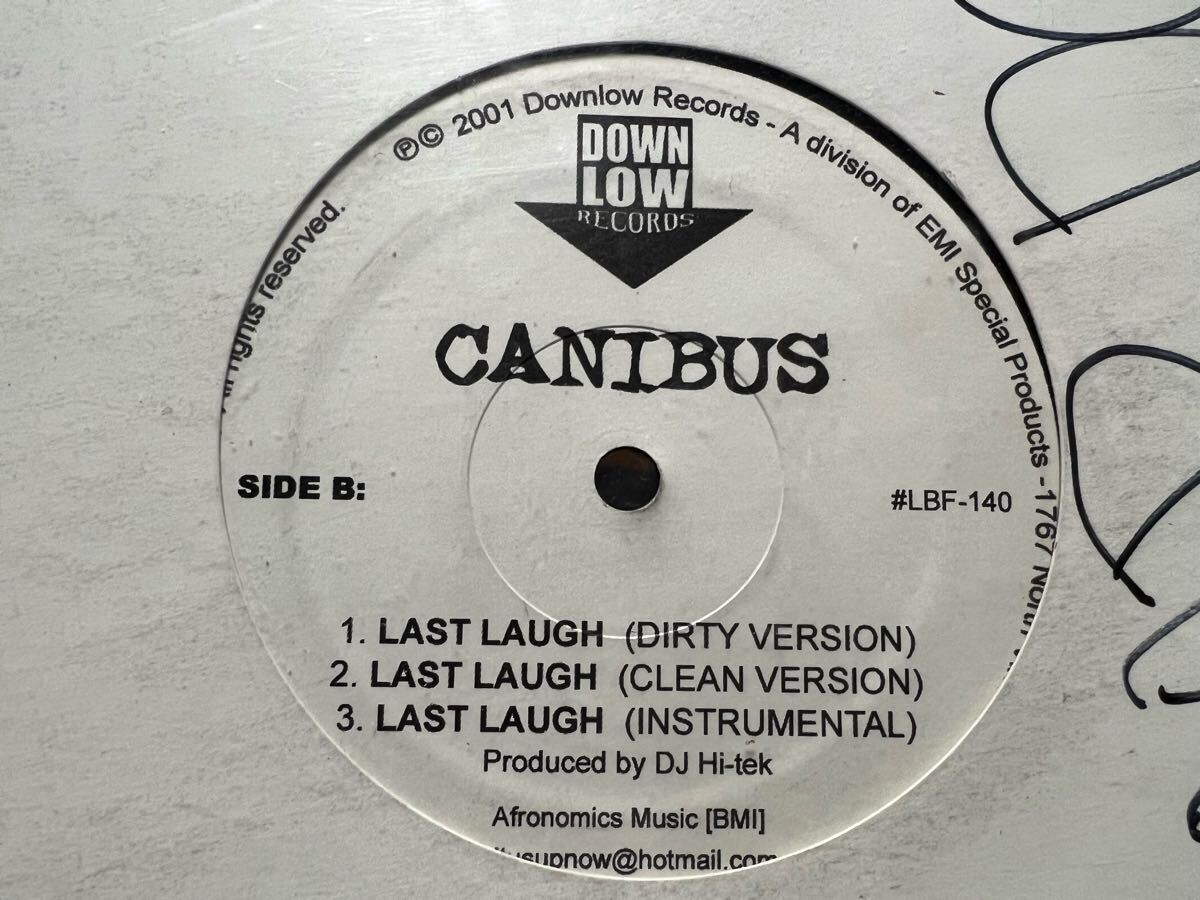 ℗© 2001 Downlow Records - A division of EMI Special Products - 1767
rights reserved.
DOWN
LOW
RECORDS
CANIBUS
SIDE B:
#LBF-140
1. LAST LAUGH (DIRTY VERSION)
2. LAST LAUGH (CLEAN VERSION)
3. LAST LAUGH (INSTRUMENTAL)
Produced by DJ Hi-tek
Afronomics Music [BMI]
usupnow@hotmail.com